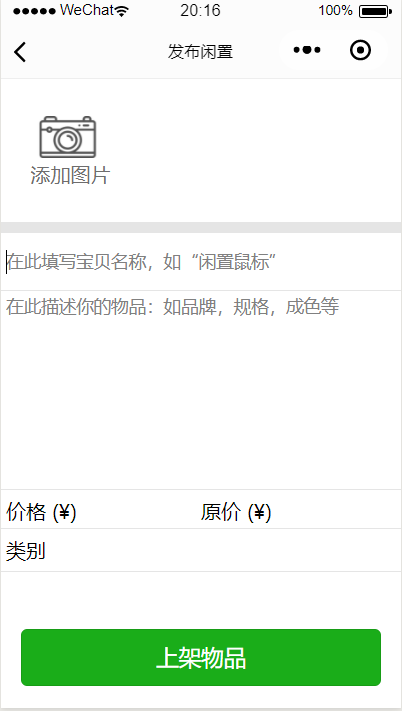 WeChat 20:16 100%
发布闲置
添加图片
在此填写宝贝名称，如“闲置鼠标”
在此描述你的物品：如品牌，规格，成色等
价格 (¥) 原价 (¥)
类别
上架物品